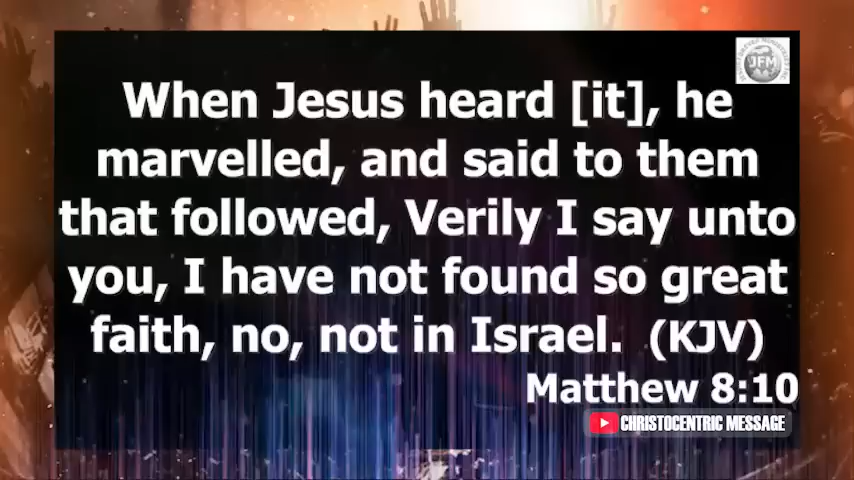 JFM
When Jesus heard [it], he
marvelled, and said to them
that followed, Verily I say unto
you, I have not found so great
faith, no, not in Israel. (KJV)
Matthew 8:10
CHRISTOCENTRIC MESSAGE